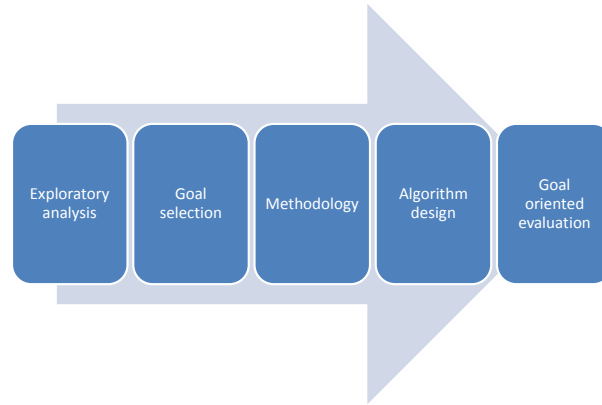 Exploratory
analysis
Goal
selection
Methodology
Algorithm
design
Goal
oriented
evaluation